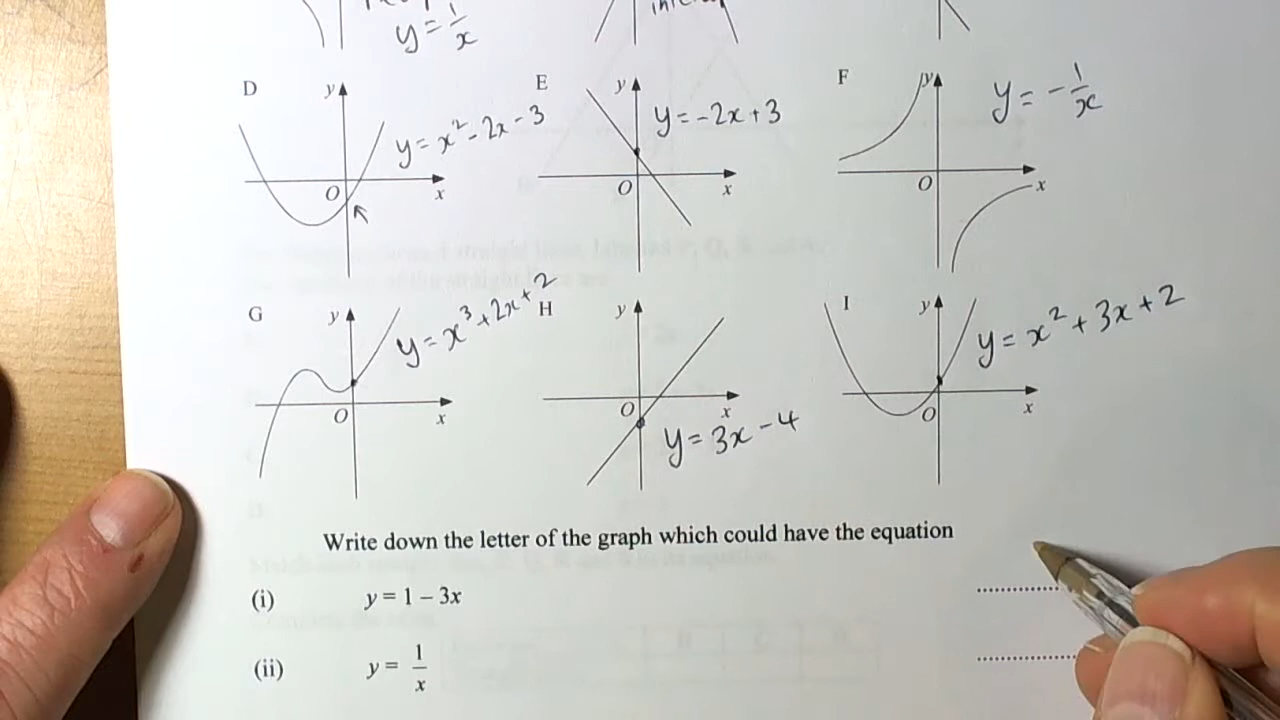 y = 1/x
D y y = x² - 2x - 3 O x
E y y = -2x + 3 O x
F y y = -1/x O x
G y y = x³ + 2x + 2 O x
H y O x y = 3x - 4
I y y = x² + 3x + 2 O x
Write down the letter of the graph which could have the equation
(i) y = 1 – 3x ..............
(ii) y = 1/x ..............